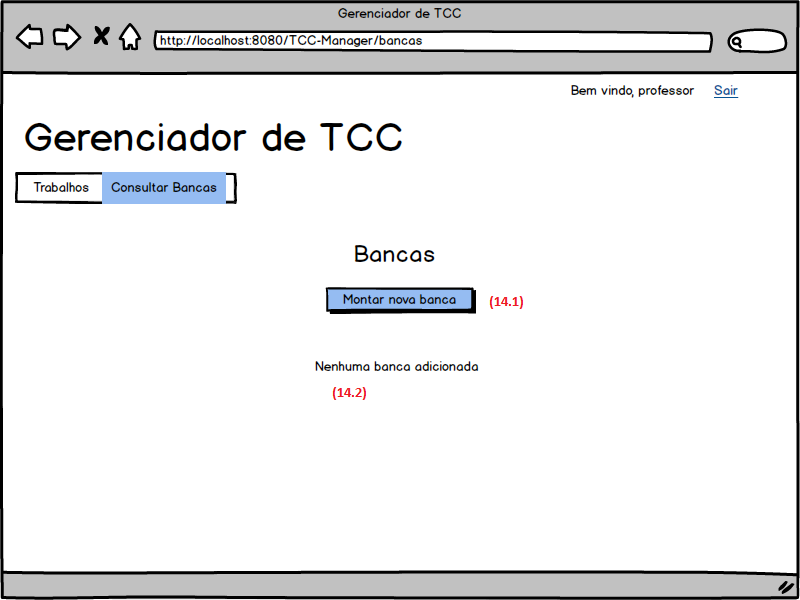 Gerenciador de TCC
http://localhost:8080/TCC-Manager/bancas
Bem vindo, professor Sair
Gerenciador de TCC
Trabalhos Consultar Bancas
Bancas
Montar nova banca (14.1)
Nenhuma banca adicionada
(14.2)